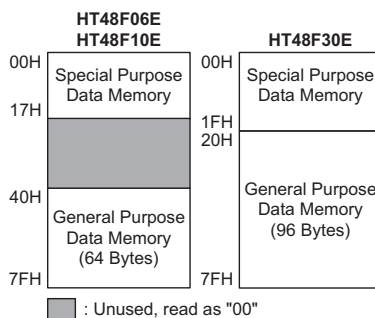 HT48F06E
HT48F10E
00H
Special Purpose
Data Memory
17H
40H
General Purpose
Data Memory
(64 Bytes)
7FH
HT48F30E
00H
Special Purpose
Data Memory
1FH
20H
General Purpose
Data Memory
(96 Bytes)
7FH
: Unused, read as "00"